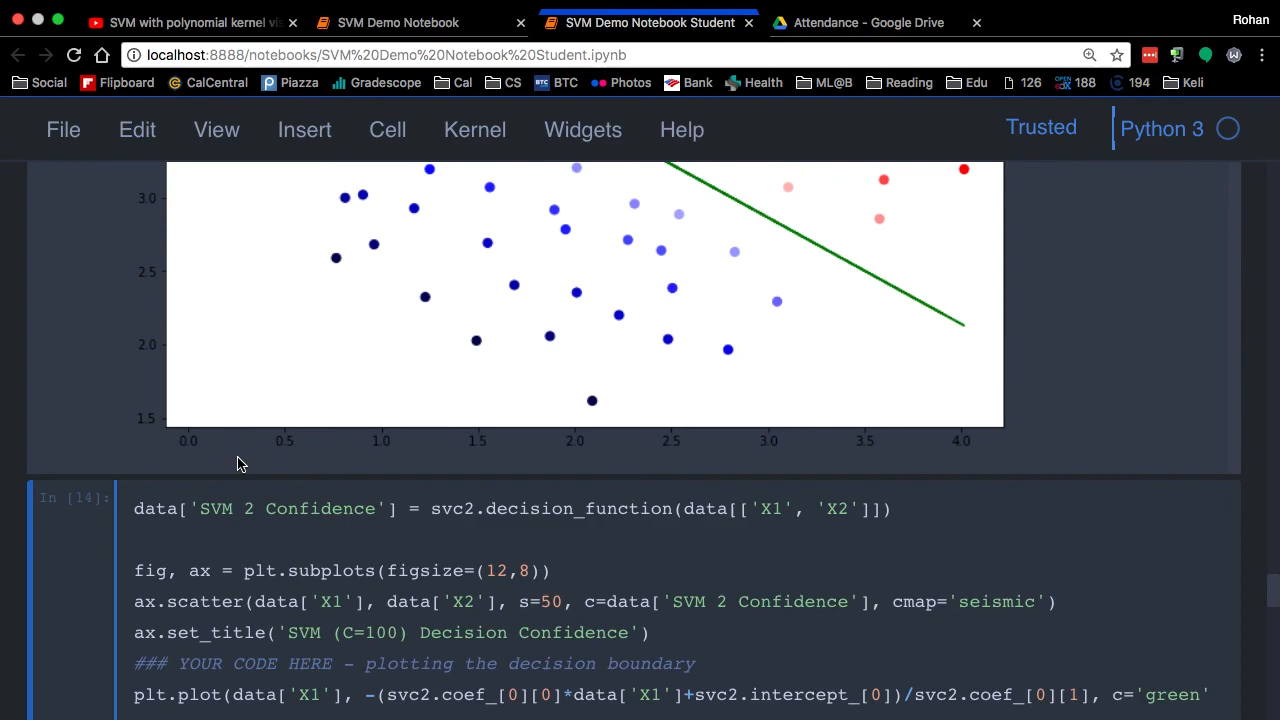 SVM with polynomial kernel vis
SVM Demo Notebook
SVM Demo Notebook Student
Attendance - Google Drive
Rohan
localhost:8888/notebooks/SVM%20Demo%20Notebook%20Student.ipynb
Social Flipboard CalCentral Piazza Gradescope Cal CS BTC BTC Photos Bank Health ML@B Reading Edu 126 OPEN edX 188 194 Keli
File Edit View Insert Cell Kernel Widgets Help Trusted Python 3
3.0
2.5
2.0
1.5
0.0 0.5 1.0 1.5 2.0 2.5 3.0 3.5 4.0
In [14]:
data['SVM 2 Confidence'] = svc2.decision_function(data[['X1', 'X2']])
fig, ax = plt.subplots(figsize=(12,8))
ax.scatter(data['X1'], data['X2'], s=50, c=data['SVM 2 Confidence'], cmap='seismic')
ax.set_title('SVM (C=100) Decision Confidence')
### YOUR CODE HERE - plotting the decision boundary
plt.plot(data['X1'], -(svc2.coef_[0][0]*data['X1']+svc2.intercept_[0])/svc2.coef_[0][1], c='green'